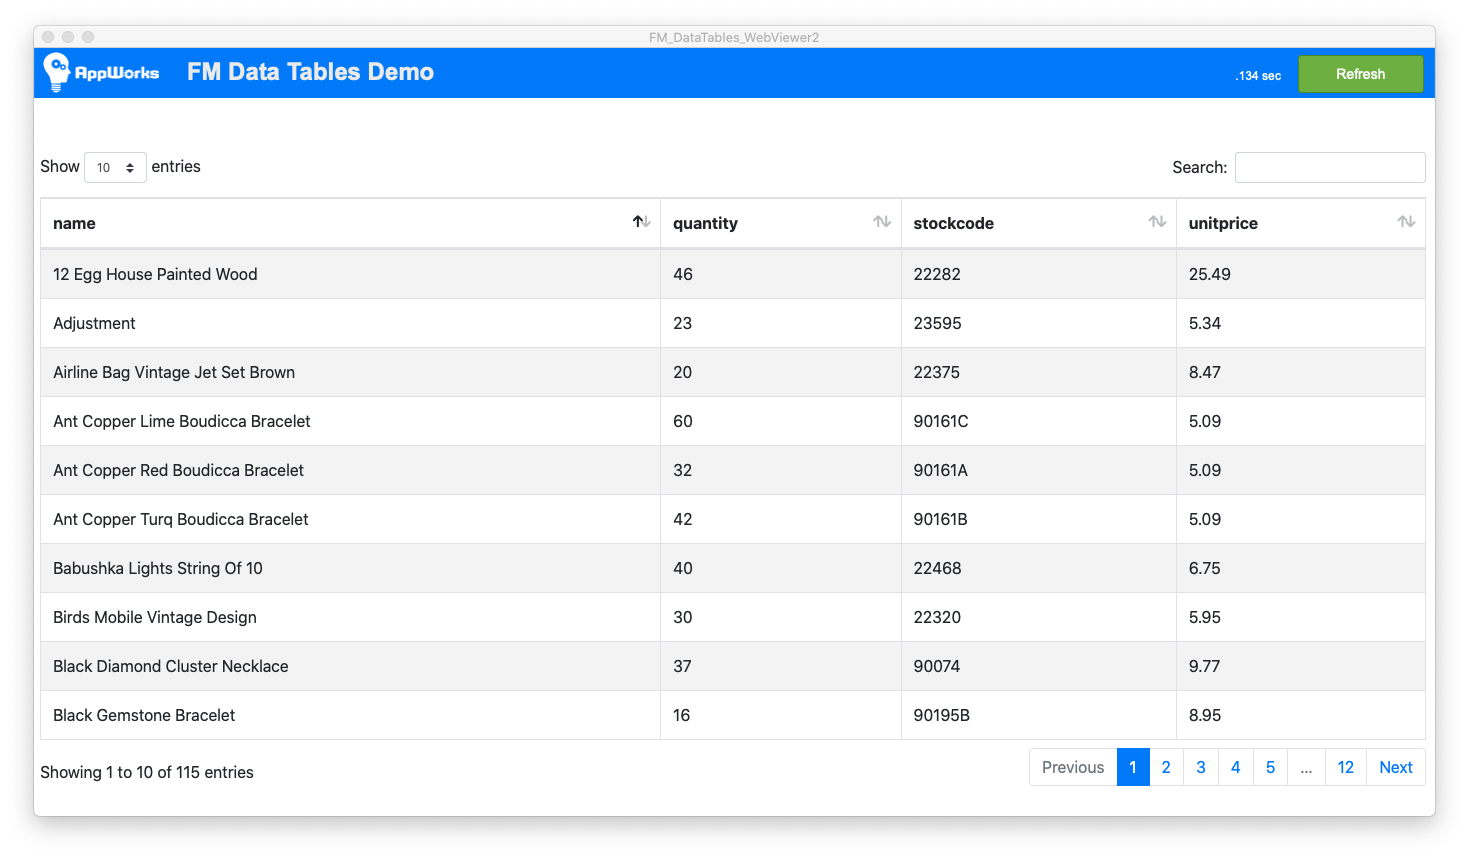 FM_DataTables_WebViewer2
AppWorks FM Data Tables Demo .134 sec Refresh
Show 10 entries Search:
name quantity stockcode unitprice
12 Egg House Painted Wood 46 22282 25.49
Adjustment 23 23595 5.34
Airline Bag Vintage Jet Set Brown 20 22375 8.47
Ant Copper Lime Boudicca Bracelet 60 90161C 5.09
Ant Copper Red Boudicca Bracelet 32 90161A 5.09
Ant Copper Turq Boudicca Bracelet 42 90161B 5.09
Babushka Lights String Of 10 40 22468 6.75
Birds Mobile Vintage Design 30 22320 5.95
Black Diamond Cluster Necklace 37 90074 9.77
Black Gemstone Bracelet 16 90195B 8.95
Showing 1 to 10 of 115 entries Previous 1 2 3 4 5 ... 12 Next